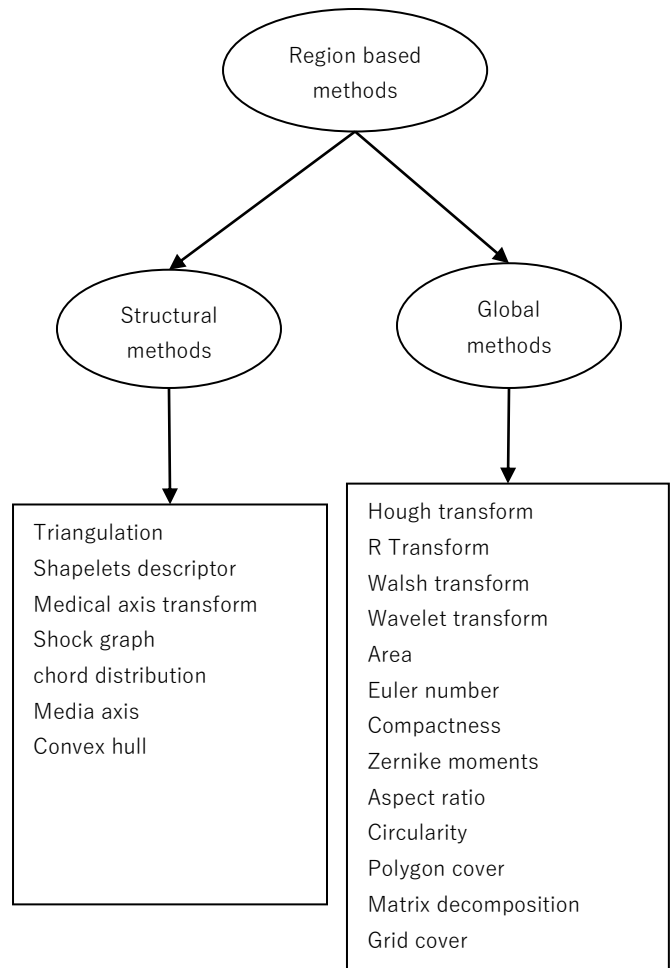 Region based
methods
Structural
methods
Global
methods
Triangulation
Shapelets descriptor
Medical axis transform
Shock graph
chord distribution
Media axis
Convex hull
Hough transform
R Transform
Walsh transform
Wavelet transform
Area
Euler number
Compactness
Zernike moments
Aspect ratio
Circularity
Polygon cover
Matrix decomposition
Grid cover